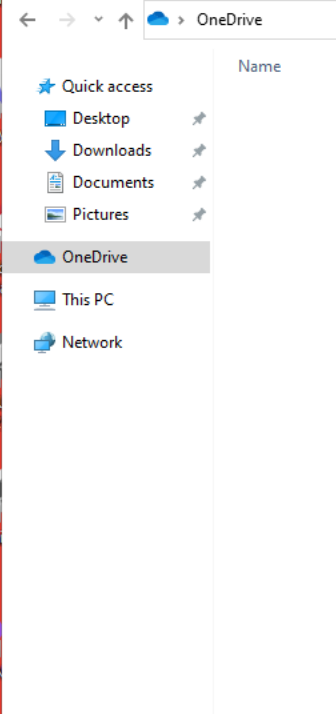 OneDrive
Name
Quick access
Desktop
Downloads
Documents
Pictures
OneDrive
This PC
Network